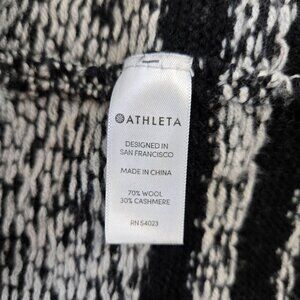 ATHLETA
DESIGNED IN
SAN FRANCISCO
MADE IN CHINA
70% WOOL
30% CASHMERE
RN 54023